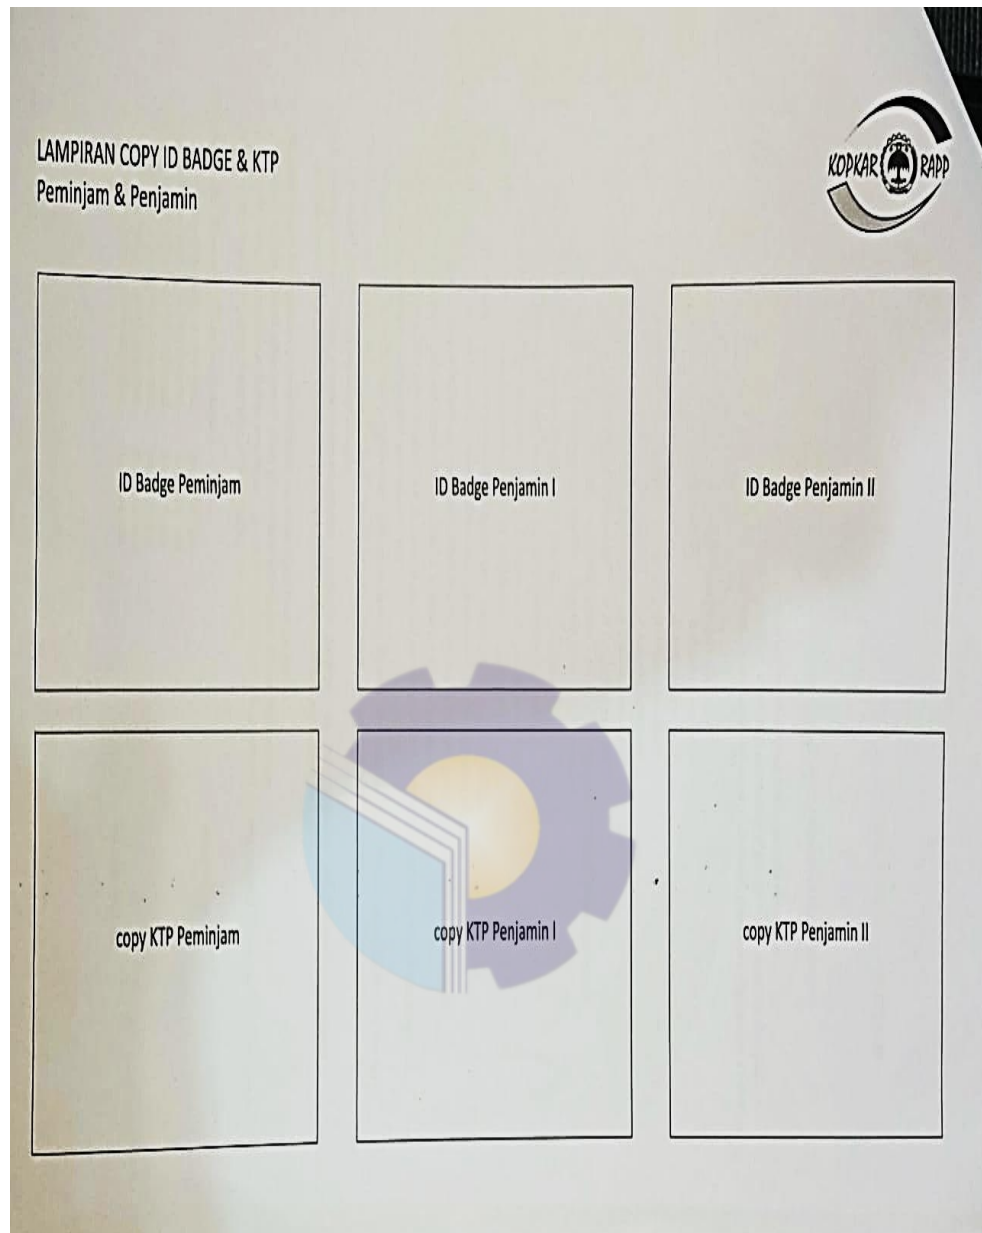 LAMPIRAN COPY ID BADGE & KTP
Peminjam & Penjamin
KOPKAR RAPP
ID Badge Peminjam
ID Badge Penjamin I
ID Badge Penjamin II
copy KTP Peminjam
copy KTP Penjamin I
copy KTP Penjamin II